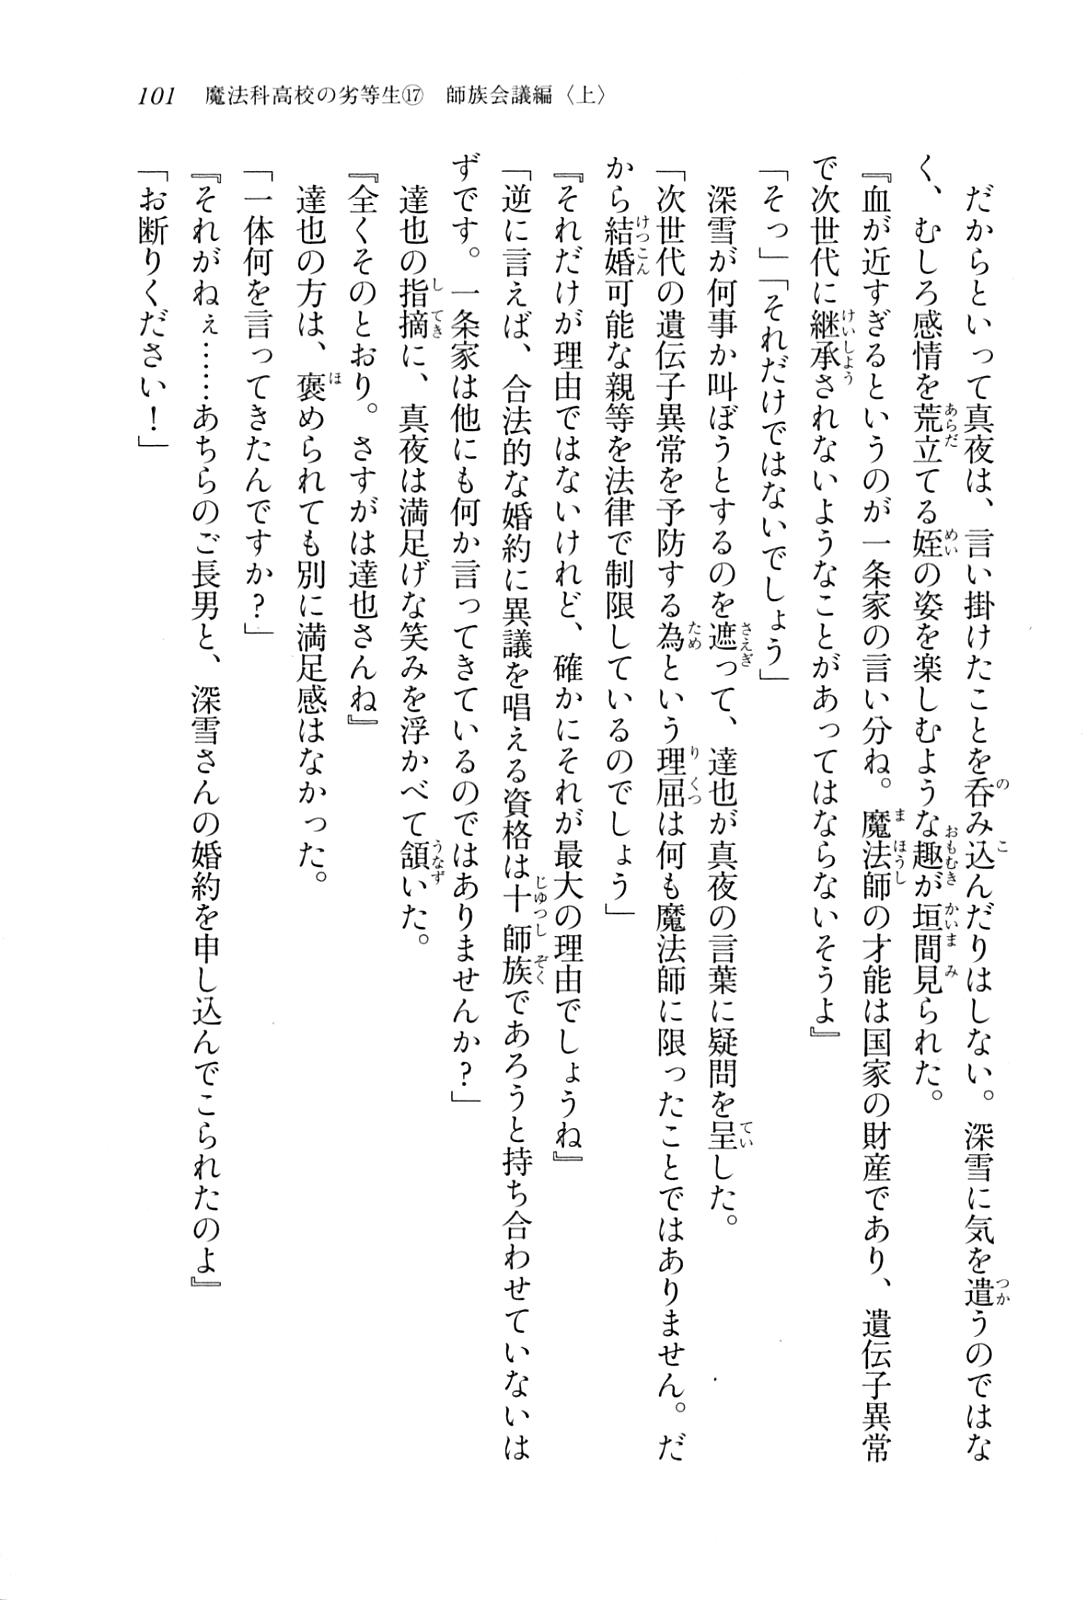 101　魔法科高校の劣等生⑰　師族会議編〈上〉
　だからといって真夜は、言い掛けたことを呑み込んだりはしない。深雪に気を遣うのではな
く、むしろ感情を荒立てる姪の姿を楽しむような趣が垣間見られた。
『血が近すぎるというのが一条家の言い分ね。魔法師の才能は国家の財産であり、遺伝子異常
で次世代に継承されないようなことがあってはならないそうよ』
「そっ」「それだけではないでしょう」
　深雪が何事か叫ぼうとするのを遮って、達也が真夜の言葉に疑問を呈した。
「次世代の遺伝子異常を予防する為という理屈は何も魔法師に限ったことではありません。だ
から結婚可能な親等を法律で制限しているのでしょう」
『それだけが理由ではないけれど、確かにそれが最大の理由でしょうね』
「逆に言えば、合法的な婚約に異議を唱える資格は十師族であろうと持ち合わせていないは
ずです。一条家は他にも何か言ってきているのではありませんか？」
　達也の指摘に、真夜は満足げな笑みを浮かべて頷いた。
『全くそのとおり。さすがは達也さんね』
　達也の方は、褒められても別に満足感はなかった。
「一体何を言ってきたんですか？」
『それがねぇ……あちらのご長男と、深雪さんの婚約を申し込んでこられたのよ』
「お断りください！」